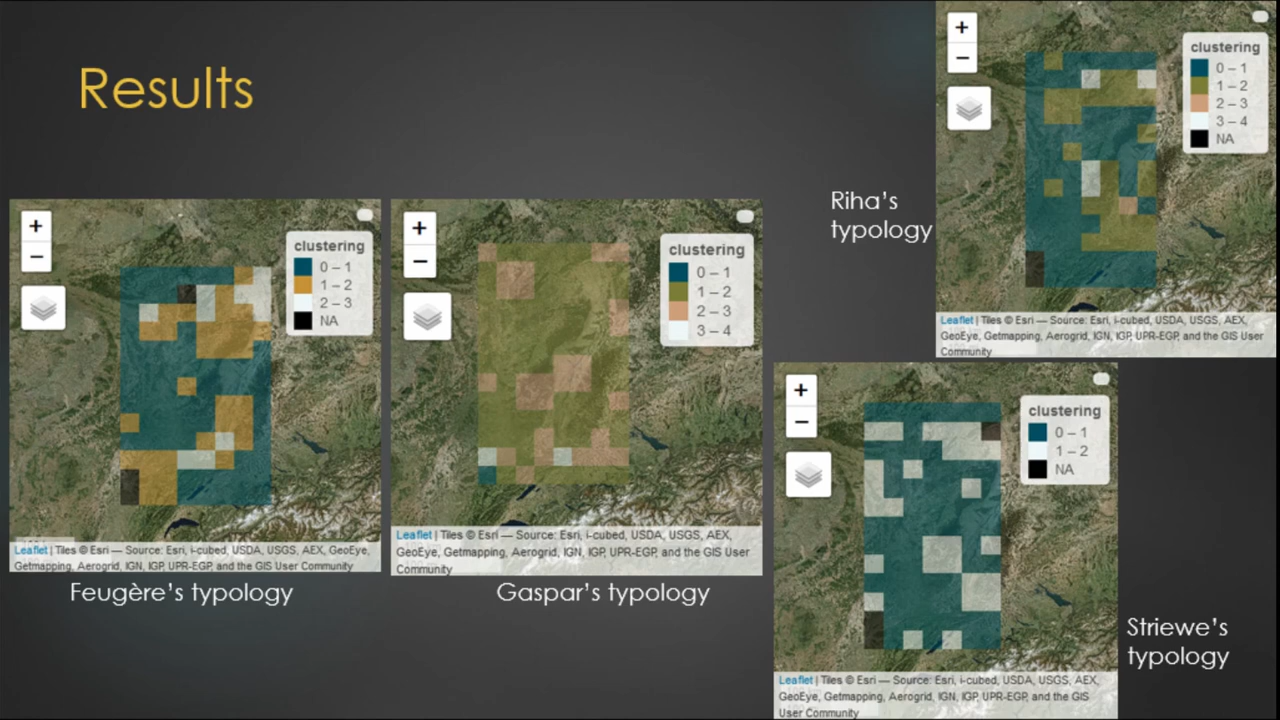 Results
+
−
clustering
0 – 1
1 – 2
2 – 3
NA
Leaflet | Tiles © Esri — Source: Esri, i-cubed, USDA, USGS, AEX, GeoEye,
Getmapping, Aerogrid, IGN, IGP, UPR-EGP, and the GIS User Community
Feugère's typology
+
−
clustering
0 – 1
1 – 2
2 – 3
3 – 4
Leaflet | Tiles © Esri — Source: Esri, i-cubed, USDA, USGS, AEX,
GeoEye, Getmapping, Aerogrid, IGN, IGP, UPR-EGP, and the GIS User
Community
Gaspar's typology
Riha's
typology
+
−
clustering
0 – 1
1 – 2
2 – 3
3 – 4
NA
Leaflet | Tiles © Esri — Source: Esri, i-cubed, USDA, USGS, AEX,
GeoEye, Getmapping, Aerogrid, IGN, IGP, UPR-EGP, and the GIS User
Community
+
−
clustering
0 – 1
1 – 2
NA
Leaflet | Tiles © Esri — Source: Esri, i-cubed, USDA, USGS, AEX,
GeoEye, Getmapping, Aerogrid, IGN, IGP, UPR-EGP, and the GIS
User Community
Striewe's
typology